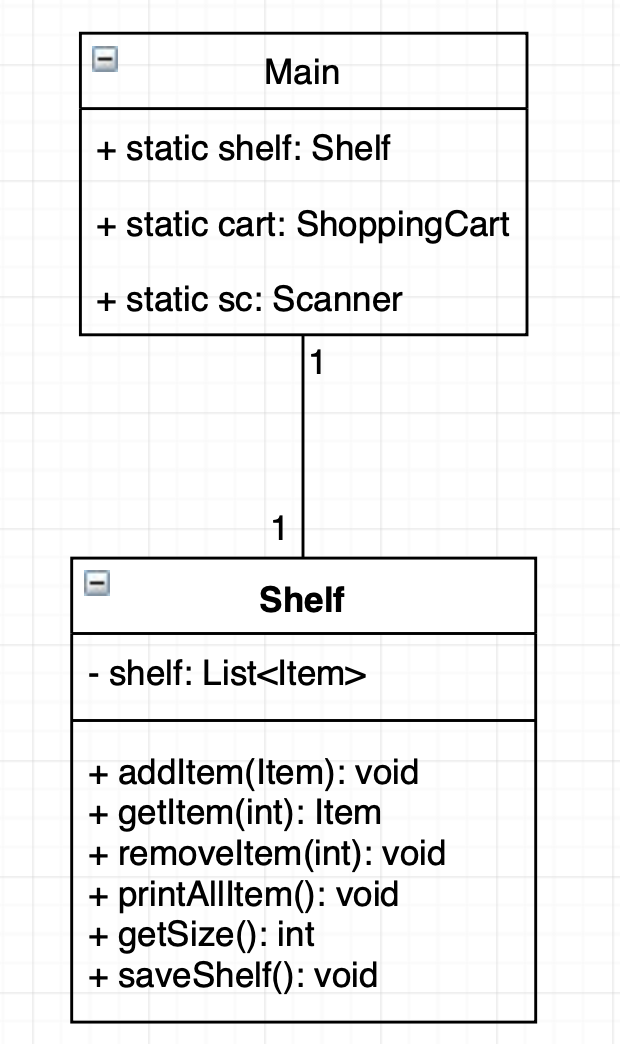 Main
+ static shelf: Shelf
+ static cart: ShoppingCart
+ static sc: Scanner
1
1
Shelf
- shelf: List<Item>
+ addItem(Item): void
+ getItem(int): Item
+ removeItem(int): void
+ printAllItem(): void
+ getSize(): int
+ saveShelf(): void